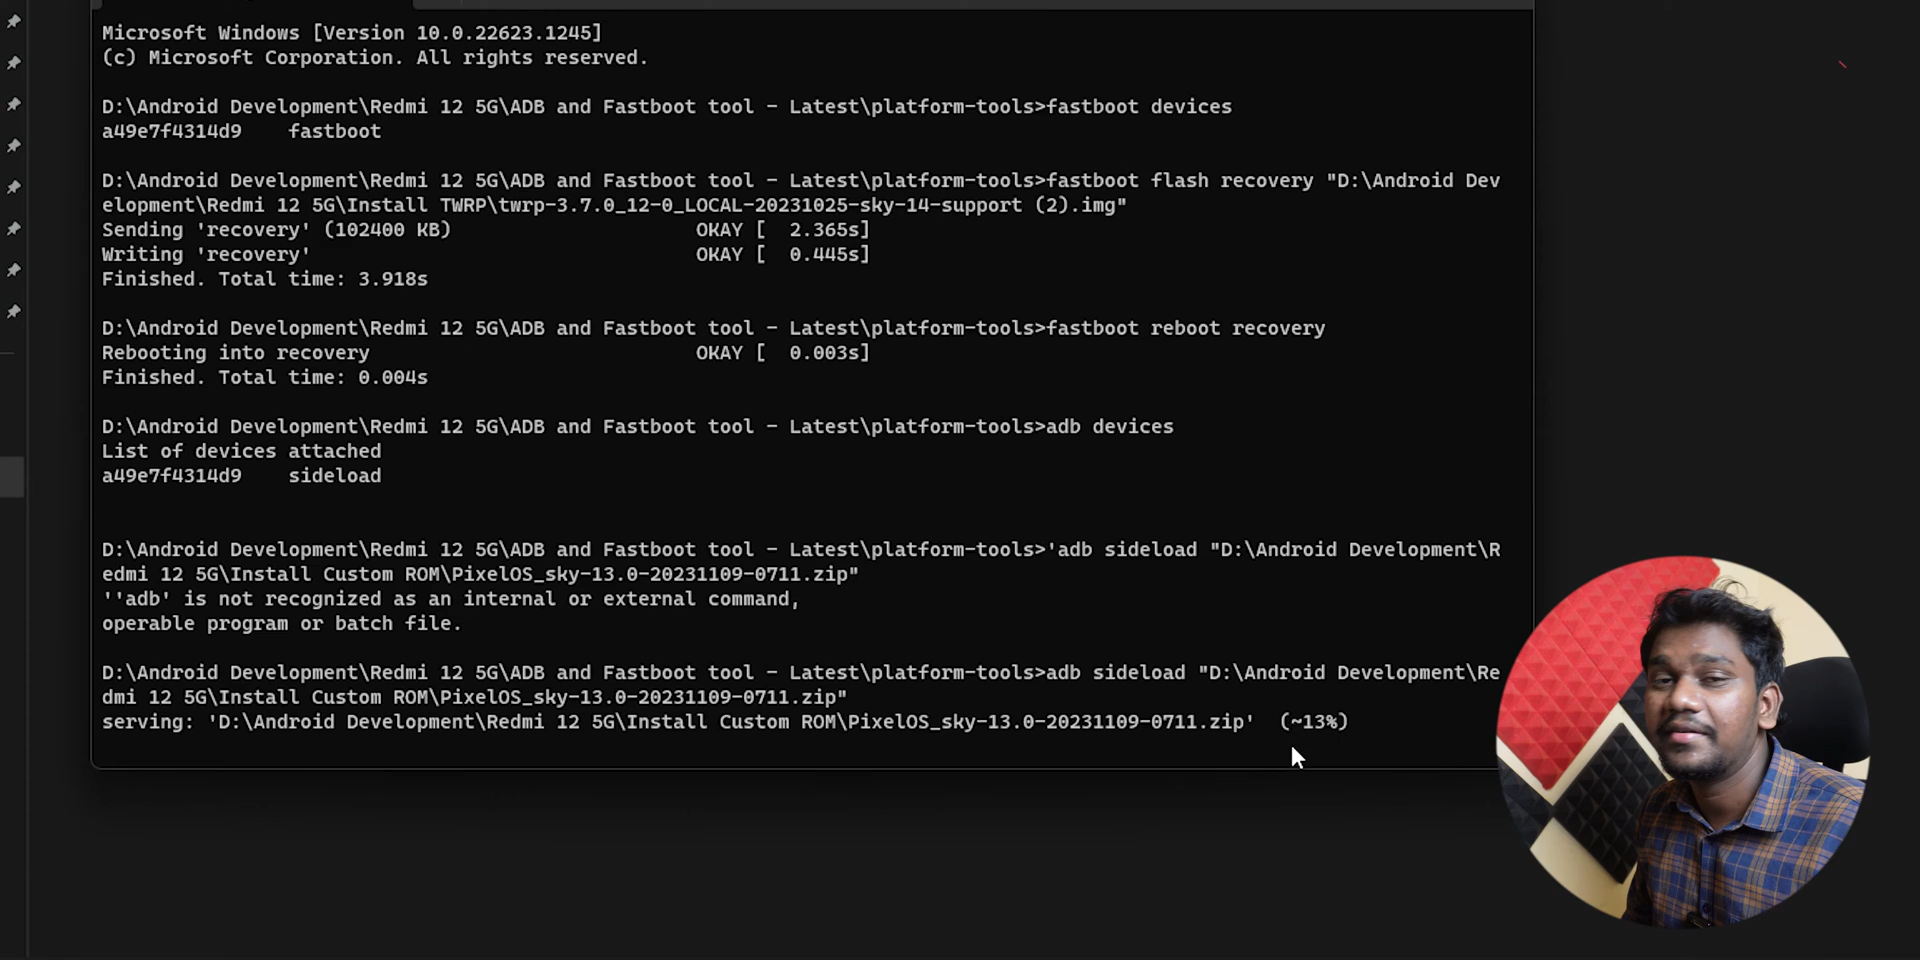 Microsoft Windows [Version 10.0.22623.1245]
(c) Microsoft Corporation. All rights reserved.
D:\Android Development\Redmi 12 5G\ADB and Fastboot tool - Latest\platform-tools>fastboot devices
a49e7f4314d9    fastboot
D:\Android Development\Redmi 12 5G\ADB and Fastboot tool - Latest\platform-tools>fastboot flash recovery "D:\Android Dev
elopment\Redmi 12 5G\Install TWRP\twrp-3.7.0_12-0_LOCAL-20231025-sky-14-support (2).img"
Sending 'recovery' (102400 KB)                     OKAY [  2.365s]
Writing 'recovery'                                 OKAY [  0.445s]
Finished. Total time: 3.918s
D:\Android Development\Redmi 12 5G\ADB and Fastboot tool - Latest\platform-tools>fastboot reboot recovery
Rebooting into recovery                            OKAY [  0.003s]
Finished. Total time: 0.004s
D:\Android Development\Redmi 12 5G\ADB and Fastboot tool - Latest\platform-tools>adb devices
List of devices attached
a49e7f4314d9    sideload
D:\Android Development\Redmi 12 5G\ADB and Fastboot tool - Latest\platform-tools>'adb sideload "D:\Android Development\R
edmi 12 5G\Install Custom ROM\PixelOS_sky-13.0-20231109-0711.zip"
''adb' is not recognized as an internal or external command,
operable program or batch file.
D:\Android Development\Redmi 12 5G\ADB and Fastboot tool - Latest\platform-tools>adb sideload "D:\Android Development\Re
dmi 12 5G\Install Custom ROM\PixelOS_sky-13.0-20231109-0711.zip"
serving: 'D:\Android Development\Redmi 12 5G\Install Custom ROM\PixelOS_sky-13.0-20231109-0711.zip'  (~13%)